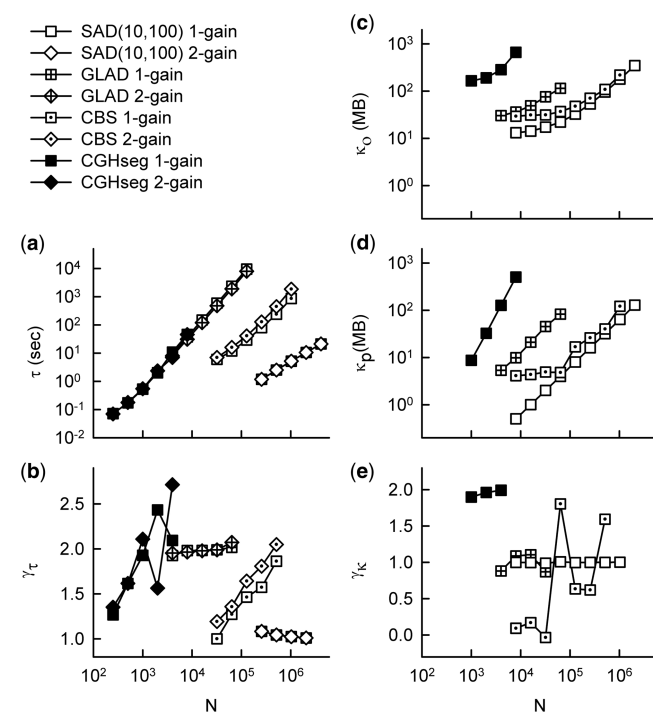 SAD(10,100) 1-gain
SAD(10,100) 2-gain
GLAD 1-gain
GLAD 2-gain
CBS 1-gain
CBS 2-gain
CGHseg 1-gain
CGHseg 2-gain
(a)
τ (sec)
10⁴
10³
10²
10¹
10⁰
10⁻¹
10⁻²
(b)
γτ
2.5
2.0
1.5
1.0
10² 10³ 10⁴ 10⁵ 10⁶
N
(c)
κo (MB)
10³
10²
10¹
10⁰
(d)
κp(MB)
10³
10²
10¹
10⁰
(e)
γκ
2.0
1.5
1.0
0.5
0.0
10² 10³ 10⁴ 10⁵ 10⁶
N